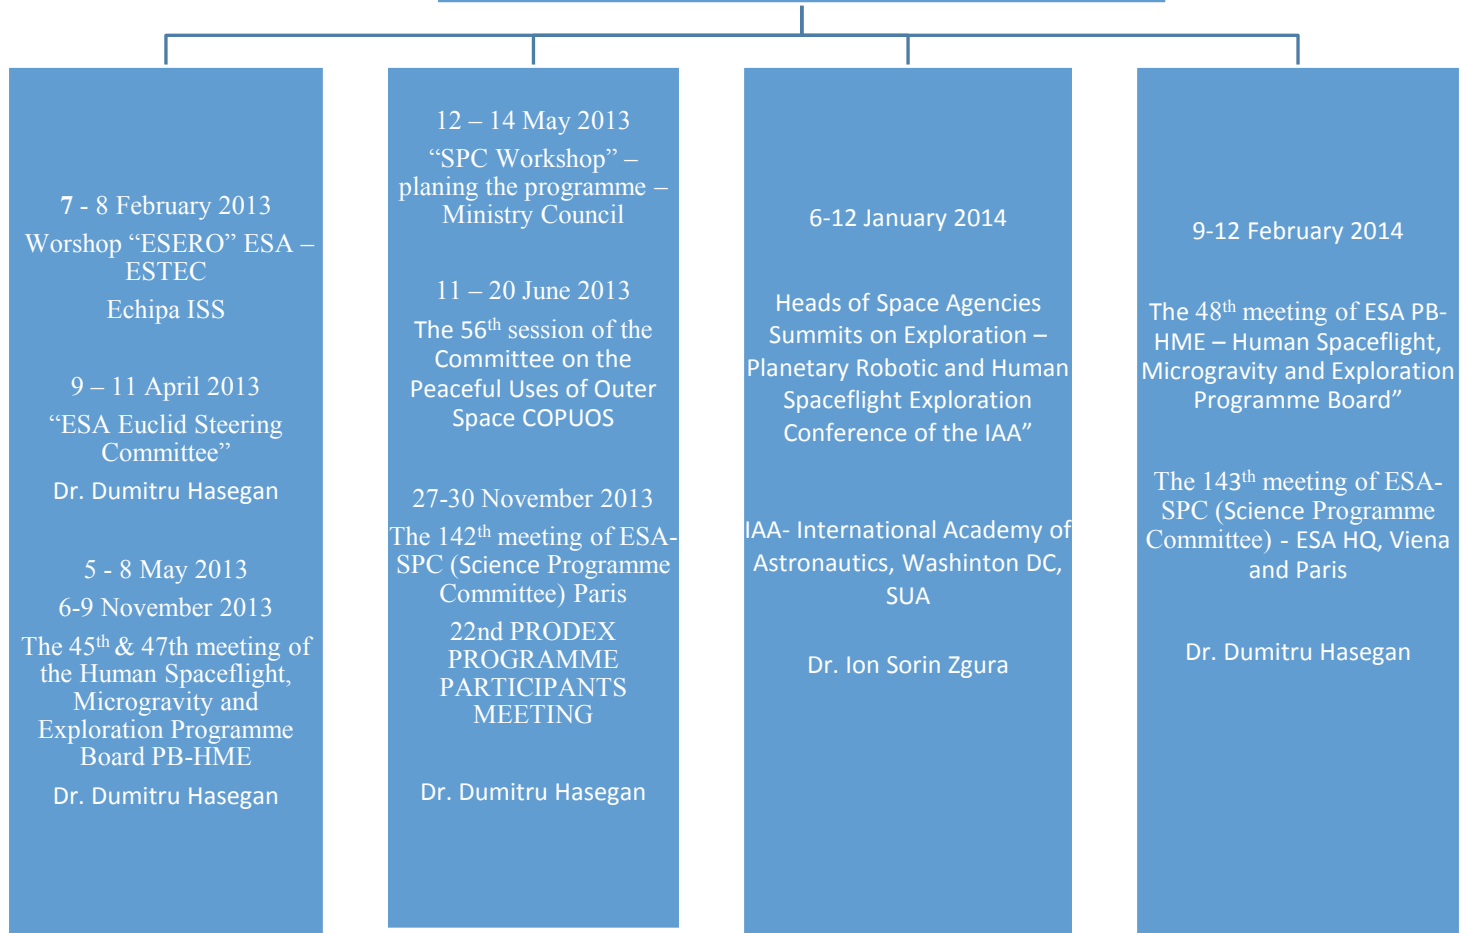 7 - 8 February 2013
Worshop “ESERO” ESA –
ESTEC
Echipa ISS
9 – 11 April 2013
“ESA Euclid Steering
Committee”
Dr. Dumitru Hasegan
5 - 8 May 2013
6-9 November 2013
The 45th & 47th meeting of
the Human Spaceflight,
Microgravity and
Exploration Programme
Board PB-HME
Dr. Dumitru Hasegan
12 – 14 May 2013
“SPC Workshop” –
planing the programme –
Ministry Council
11 – 20 June 2013
The 56th session of the
Committee on the
Peaceful Uses of Outer
Space COPUOS
27-30 November 2013
The 142th meeting of ESA-
SPC (Science Programme
Committee) Paris
22nd PRODEX
PROGRAMME
PARTICIPANTS
MEETING
Dr. Dumitru Hasegan
6-12 January 2014
Heads of Space Agencies
Summits on Exploration –
Planetary Robotic and Human
Spaceflight Exploration
Conference of the IAA”
IAA- International Academy of
Astronautics, Washinton DC,
SUA
Dr. Ion Sorin Zgura
9-12 February 2014
The 48th meeting of ESA PB-
HME – Human Spaceflight,
Microgravity and Exploration
Programme Board”
The 143th meeting of ESA-
SPC (Science Programme
Committee) - ESA HQ, Viena
and Paris
Dr. Dumitru Hasegan